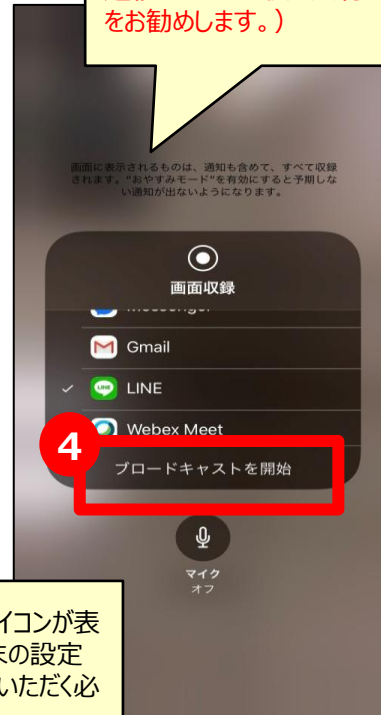 をお勧めします。）
画面に表示されるものは、通知も含めて、すべて収録
されます。“おやすみモード”を有効にすると予期しな
い通知が出ないようになります。
画面収録
Messenger
Gmail
LINE
Webex Meet
4
ブロードキャストを開始
マイク
オフ
イコンが表
の設定
いただく必